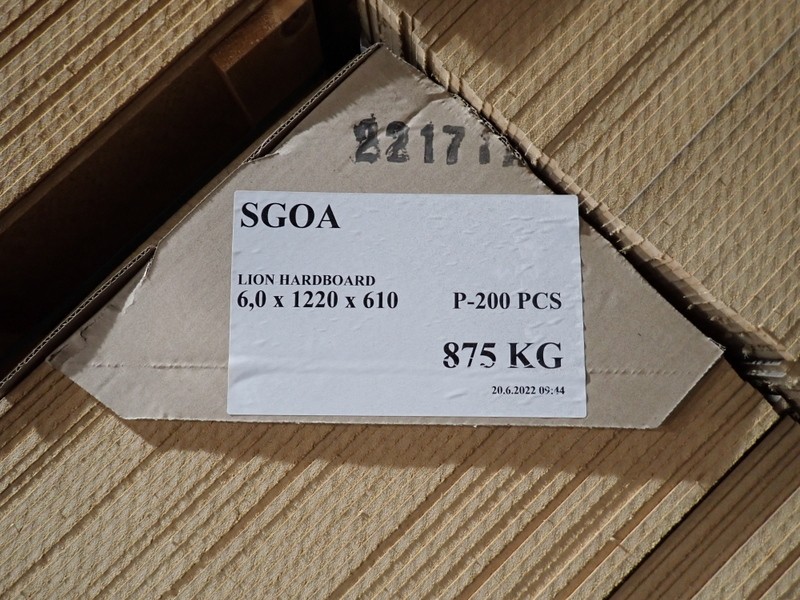 22171
SGOA
LION HARDBOARD
6,0 x 1220 x 610 P-200 PCS
875 KG
20.6.2022 09:44